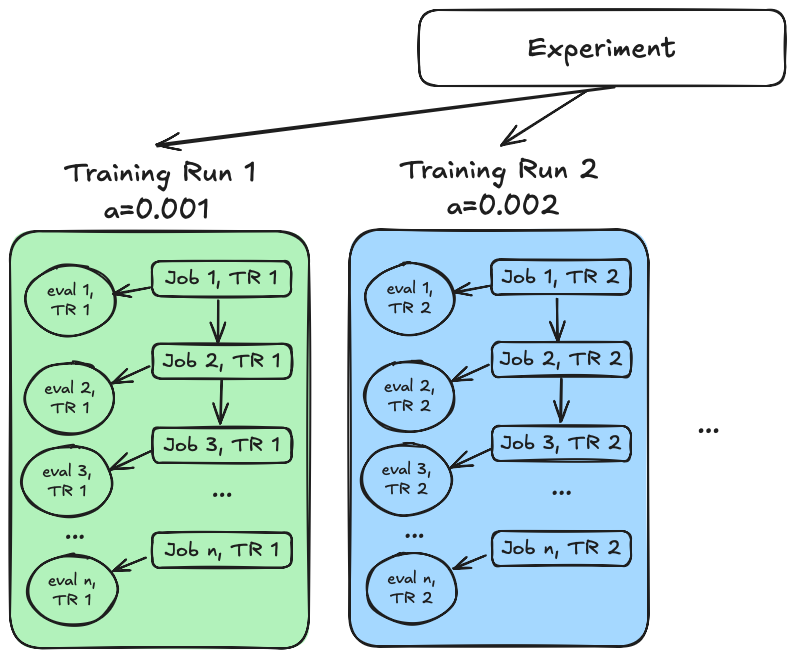 Experiment
Training Run 1
a=0.001
Training Run 2
a=0.002
Job 1, TR 1
eval 1,
TR 1
Job 2, TR 1
eval 2,
TR 1
Job 3, TR 1
eval 3,
TR 1
...
...
Job n, TR 1
eval n,
TR 1
Job 1, TR 2
eval 1,
TR 2
Job 2, TR 2
eval 2,
TR 2
Job 3, TR 2
eval 3,
TR 2
...
...
Job n, TR 2
eval n,
TR 2
...